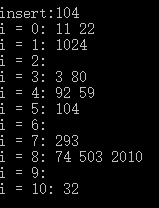 insert:104
i = 0: 11 22
i = 1: 1024
i = 2:
i = 3: 3 80
i = 4: 92 59
i = 5: 104
i = 6:
i = 7: 293
i = 8: 74 503 2010
i = 9:
i = 10: 32